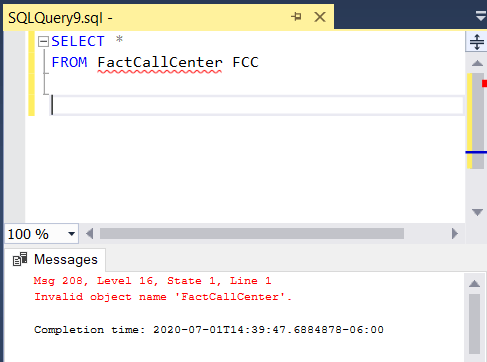 SQLQuery9.sql -
SELECT *
FROM FactCallCenter FCC
100 %
Messages
Msg 208, Level 16, State 1, Line 1
Invalid object name 'FactCallCenter'.
Completion time: 2020-07-01T14:39:47.6884878-06:00